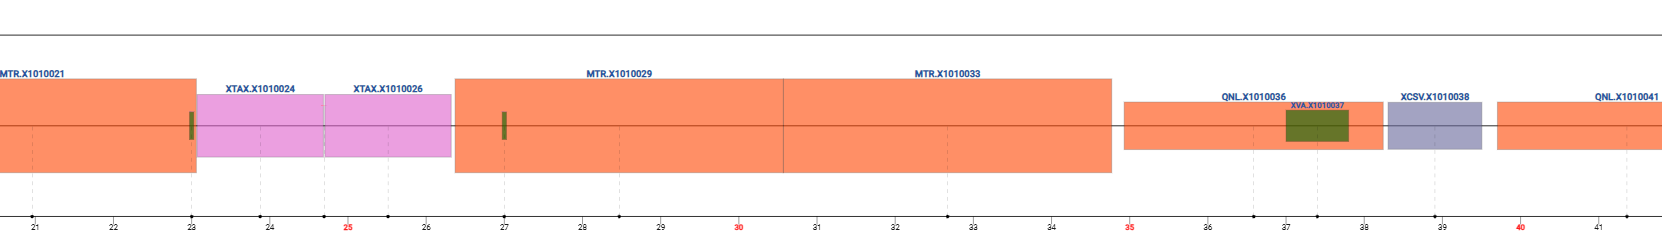 MTR.X1010021 MTR.X1010029 MTR.X1010033
XTAX.X1010024 XTAX.X1010026
QNL.X1010036 XCSV.X1010038 QNL.X1010041
XVA.X1010037
21 22 23 24 25 26 27 28 29 30 31 32 33 34 35 36 37 38 39 40 41